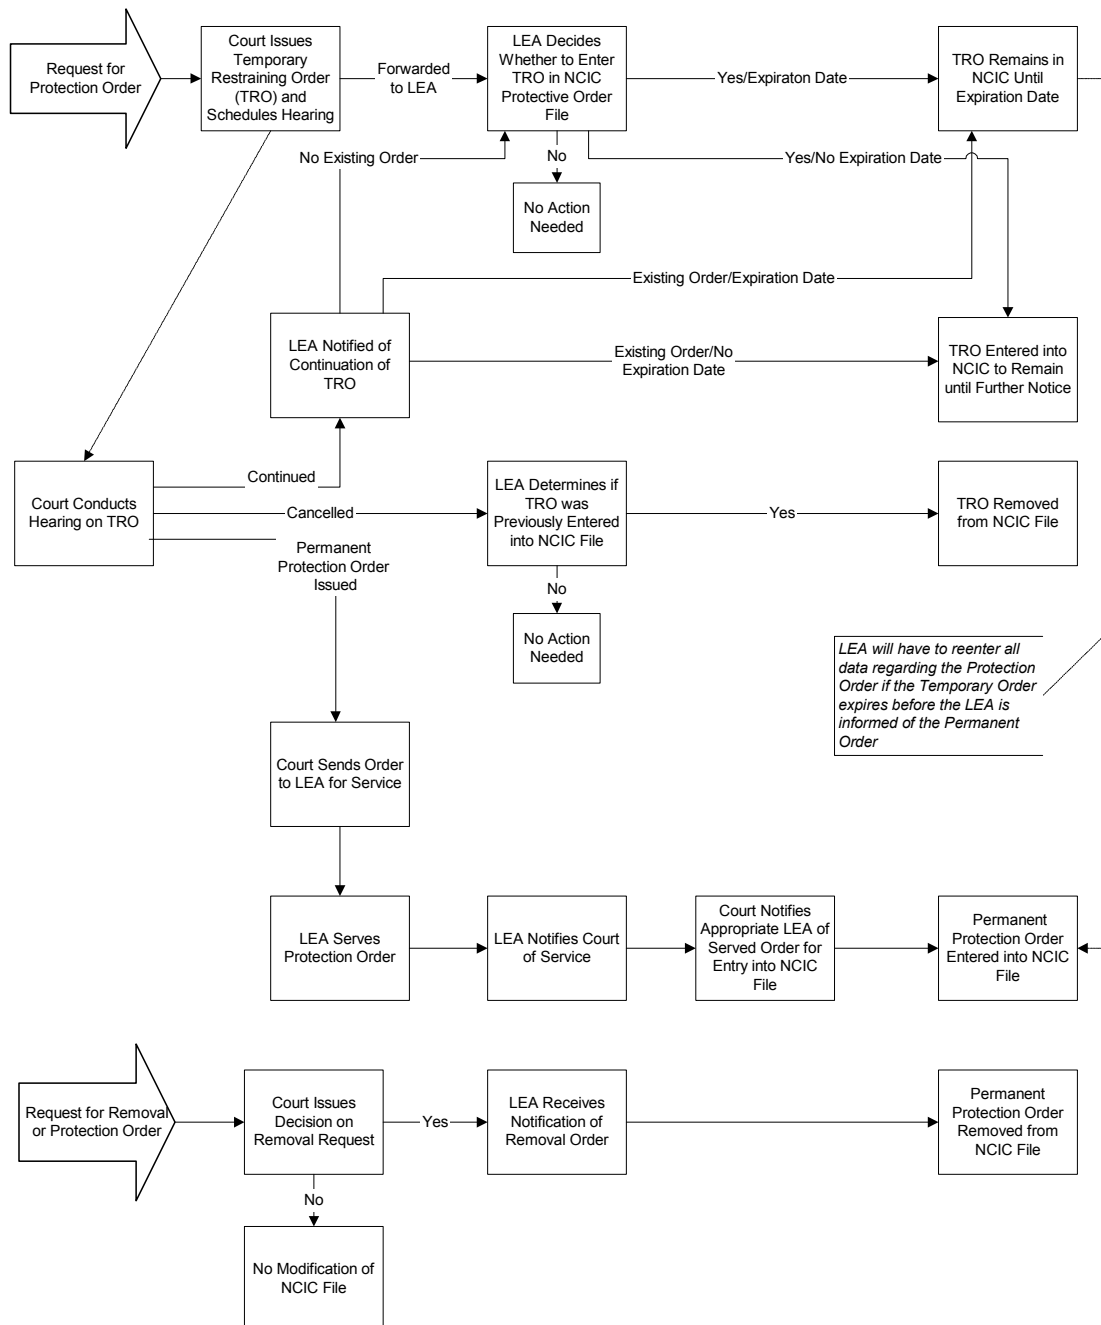 Request for
Protection Order
Court Issues
Temporary
Restraining Order
(TRO) and
Schedules Hearing
Forwarded
to LEA
LEA Decides
Whether to Enter
TRO in NCIC
Protective Order
File
Yes/Expiraton Date
TRO Remains in
NCIC Until
Expiration Date
No Existing Order
No
Yes/No Expiration Date
No Action
Needed
Existing Order/Expiration Date
LEA Notified of
Continuation of
TRO
Existing Order/No
Expiration Date
TRO Entered into
NCIC to Remain
until Further Notice
Court Conducts
Hearing on TRO
Continued
Cancelled
Permanent
Protection Order
Issued
LEA Determines if
TRO was
Previously Entered
into NCIC File
Yes
TRO Removed
from NCIC File
No
No Action
Needed
LEA will have to reenter all
data regarding the Protection
Order if the Temporary Order
expires before the LEA is
informed of the Permanent
Order
Court Sends Order
to LEA for Service
LEA Serves
Protection Order
LEA Notifies Court
of Service
Court Notifies
Appropriate LEA of
Served Order for
Entry into NCIC
File
Permanent
Protection Order
Entered into NCIC
File
Request for Removal
or Protection Order
Court Issues
Decision on
Removal Request
Yes
LEA Receives
Notification of
Removal Order
Permanent
Protection Order
Removed from
NCIC File
No
No Modification of
NCIC File